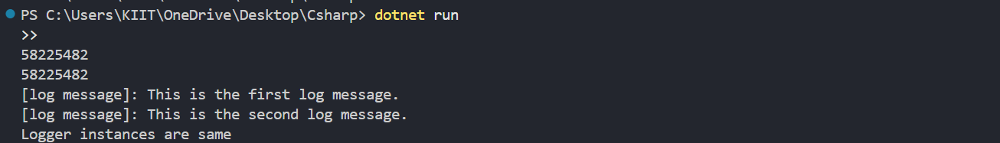 PS C:\Users\KIIT\OneDrive\Desktop\Csharp> dotnet run
>>
58225482
58225482
[log message]: This is the first log message.
[log message]: This is the second log message.
Logger instances are same